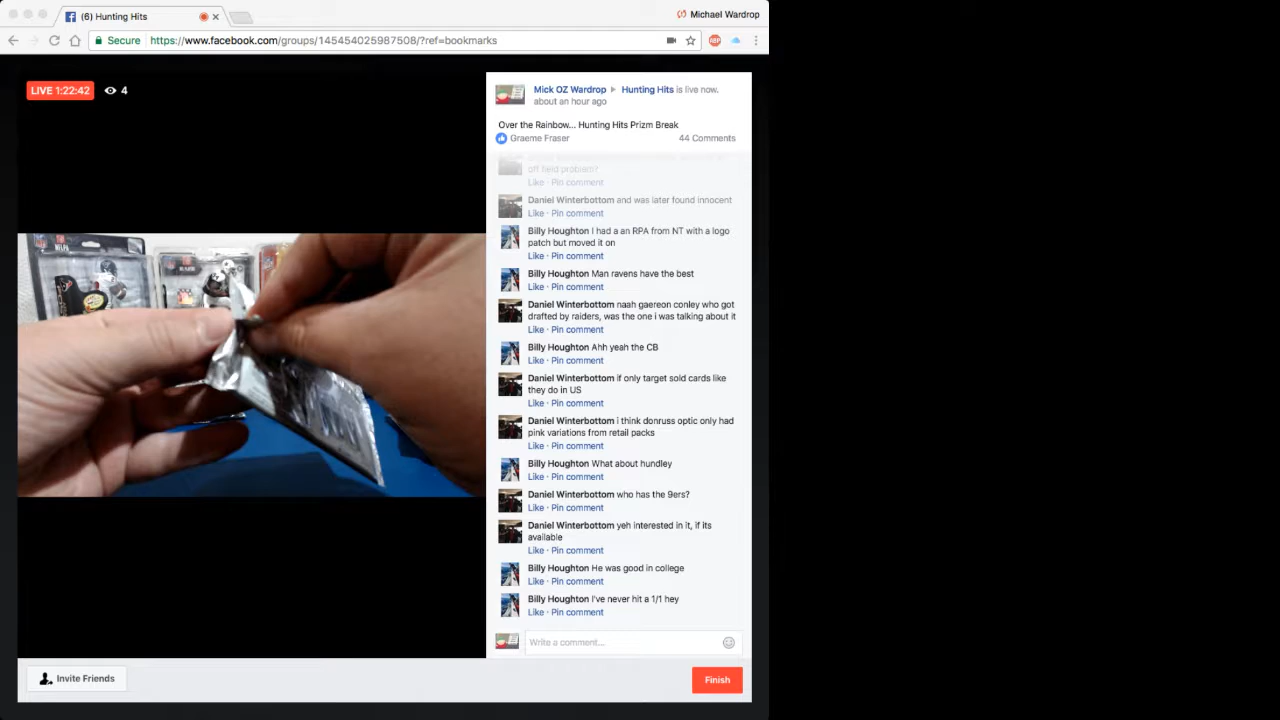 (6) Hunting Hits
Michael Wardrop
Secure
https://www.facebook.com/groups/145454025987508/?ref=bookmarks
LIVE 1:22:42
4
Mick OZ Wardrop ▸ Hunting Hits is live now.
about an hour ago
Over the Rainbow... Hunting Hits Prizm Break
Graeme Fraser
44 Comments
off field problem?
Like · Pin comment
Daniel Winterbottom and was later found innocent
Like · Pin comment
Billy Houghton I had a an RPA from NT with a logo
patch but moved it on
Like · Pin comment
Billy Houghton Man ravens have the best
Like · Pin comment
Daniel Winterbottom naah gaereon conley who got
drafted by raiders, was the one i was talking about it
Like · Pin comment
Billy Houghton Ahh yeah the CB
Like · Pin comment
Daniel Winterbottom if only target sold cards like
they do in US
Like · Pin comment
Daniel Winterbottom i think donruss optic only had
pink variations from retail packs
Like · Pin comment
Billy Houghton What about hundley
Like · Pin comment
Daniel Winterbottom who has the 9ers?
Like · Pin comment
Daniel Winterbottom yeh interested in it, if its
available
Like · Pin comment
Billy Houghton He was good in college
Like · Pin comment
Billy Houghton I've never hit a 1/1 hey
Like · Pin comment
Write a comment...
Invite Friends
Finish